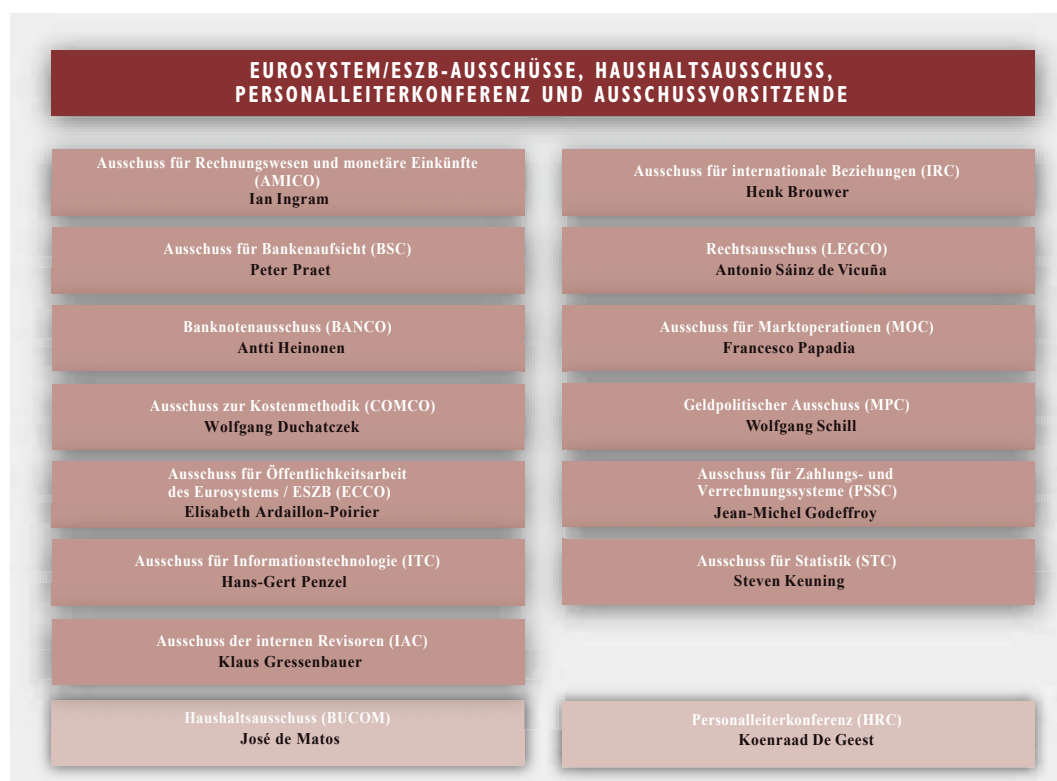 EUROSYSTEM/ESZB-AUSSCHÜSSE, HAUSHALTSAUSSCHUSS,
PERSONALLEITERKONFERENZ UND AUSSCHUSSVORSITZENDE
Ausschuss für Rechnungswesen und monetäre Einkünfte
(AMICO)
Ian Ingram
Ausschuss für Bankenaufsicht (BSC)
Peter Praet
Banknotenausschuss (BANCO)
Antti Heinonen
Ausschuss zur Kostenmethodik (COMCO)
Wolfgang Duchatczek
Ausschuss für Öffentlichkeitsarbeit
des Eurosystems / ESZB (ECCO)
Elisabeth Ardaillon-Poirier
Ausschuss für Informationstechnologie (ITC)
Hans-Gert Penzel
Ausschuss der internen Revisoren (IAC)
Klaus Gressenbauer
Haushaltsausschuss (BUCOM)
José de Matos
Ausschuss für internationale Beziehungen (IRC)
Henk Brouwer
Rechtsausschuss (LEGCO)
Antonio Sáinz de Vicuña
Ausschuss für Marktoperationen (MOC)
Francesco Papadia
Geldpolitischer Ausschuss (MPC)
Wolfgang Schill
Ausschuss für Zahlungs- und
Verrechnungssysteme (PSSC)
Jean-Michel Godeffroy
Ausschuss für Statistik (STC)
Steven Keuning
Personalleiterkonferenz (HRC)
Koenraad De Geest